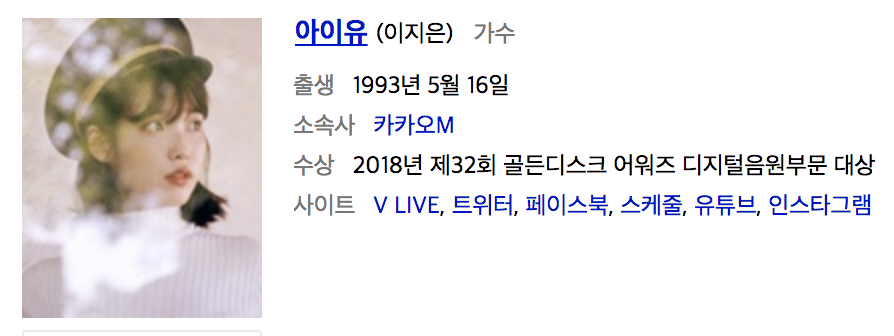 아이유 (이지은) 가수
출생 1993년 5월 16일
소속사 카카오M
수상 2018년 제32회 골든디스크 어워즈 디지털음원부문 대상
사이트 V LIVE, 트위터, 페이스북, 스케줄, 유튜브, 인스타그램